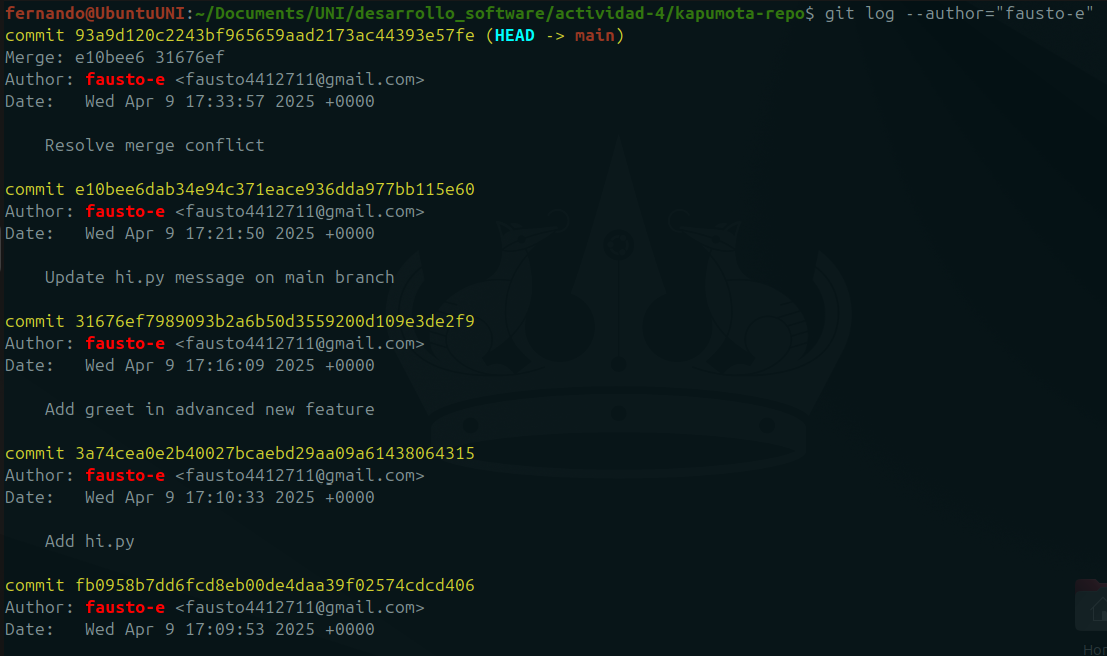 fernando@UbuntuUNI:~/Documents/UNI/desarrollo_software/actividad-4/kapumota-repo$ git log --author="fausto-e"
commit 93a9d120c2243bf965659aad2173ac44393e57fe (HEAD -> main)
Merge: e10bee6 31676ef
Author: fausto-e <fausto4412711@gmail.com>
Date:   Wed Apr 9 17:33:57 2025 +0000

    Resolve merge conflict

commit e10bee6dab34e94c371eace936dda977bb115e60
Author: fausto-e <fausto4412711@gmail.com>
Date:   Wed Apr 9 17:21:50 2025 +0000

    Update hi.py message on main branch

commit 31676ef7989093b2a6b50d3559200d109e3de2f9
Author: fausto-e <fausto4412711@gmail.com>
Date:   Wed Apr 9 17:16:09 2025 +0000

    Add greet in advanced new feature

commit 3a74cea0e2b40027bcaebd29aa09a61438064315
Author: fausto-e <fausto4412711@gmail.com>
Date:   Wed Apr 9 17:10:33 2025 +0000

    Add hi.py

commit fb0958b7dd6fcd8eb00de4daa39f02574cdcd406
Author: fausto-e <fausto4412711@gmail.com>
Date:   Wed Apr 9 17:09:53 2025 +0000